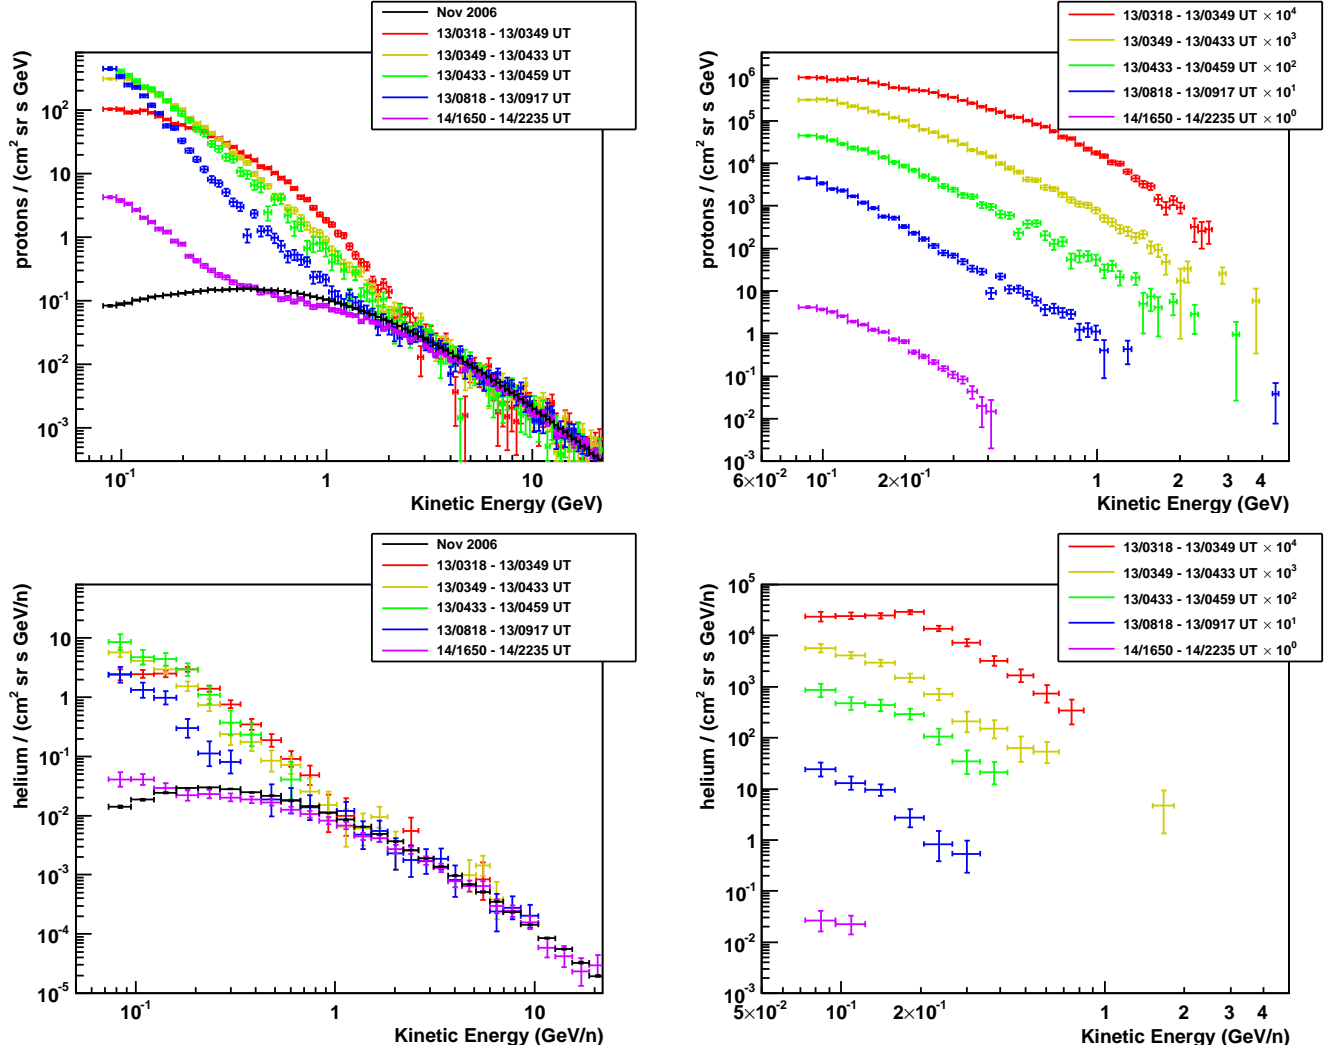 Nov 2006
13/0318 - 13/0349 UT
13/0349 - 13/0433 UT
13/0433 - 13/0459 UT
13/0818 - 13/0917 UT
14/1650 - 14/2235 UT
protons / (cm² sr s GeV)
10²
10
1
10⁻¹
10⁻²
10⁻³
10⁻¹ 1 10
Kinetic Energy (GeV)
13/0318 - 13/0349 UT × 10⁴
13/0349 - 13/0433 UT × 10³
13/0433 - 13/0459 UT × 10²
13/0818 - 13/0917 UT × 10¹
14/1650 - 14/2235 UT × 10⁰
protons / (cm² sr s GeV)
10⁶
10⁵
10⁴
10³
10²
10
1
10⁻¹
10⁻²
10⁻³
6×10⁻² 10⁻¹ 2×10⁻¹ 1 2 3 4
Kinetic Energy (GeV)
Nov 2006
13/0318 - 13/0349 UT
13/0349 - 13/0433 UT
13/0433 - 13/0459 UT
13/0818 - 13/0917 UT
14/1650 - 14/2235 UT
helium / (cm² sr s GeV/n)
10
1
10⁻¹
10⁻²
10⁻³
10⁻⁴
10⁻⁵
10⁻¹ 1 10
Kinetic Energy (GeV/n)
13/0318 - 13/0349 UT × 10⁴
13/0349 - 13/0433 UT × 10³
13/0433 - 13/0459 UT × 10²
13/0818 - 13/0917 UT × 10¹
14/1650 - 14/2235 UT × 10⁰
helium / (cm² sr s GeV/n)
10⁵
10⁴
10³
10²
10
1
10⁻¹
10⁻²
10⁻³
5×10⁻² 10⁻¹ 2×10⁻¹ 1 2 3 4
Kinetic Energy (GeV/n)